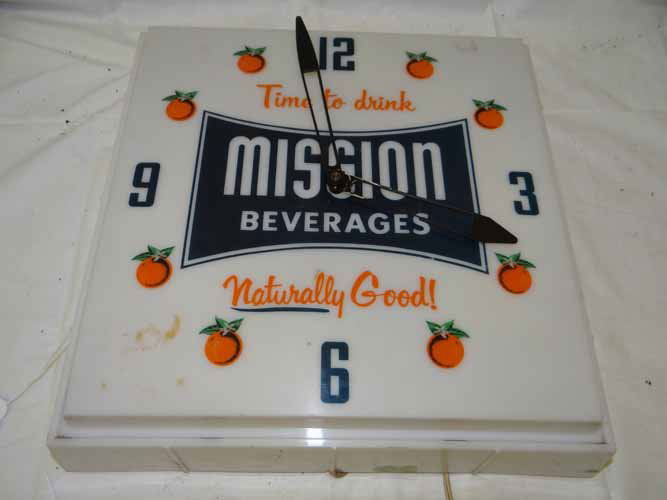 12
Time to drink
MISSION
9
3
BEVERAGES
Naturally Good!
6